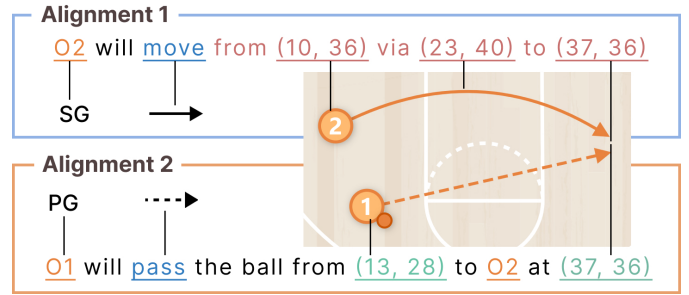 Alignment 1
O2 will move from (10, 36) via (23, 40) to (37, 36)
SG
2
Alignment 2
PG
1
O1 will pass the ball from (13, 28) to O2 at (37, 36)